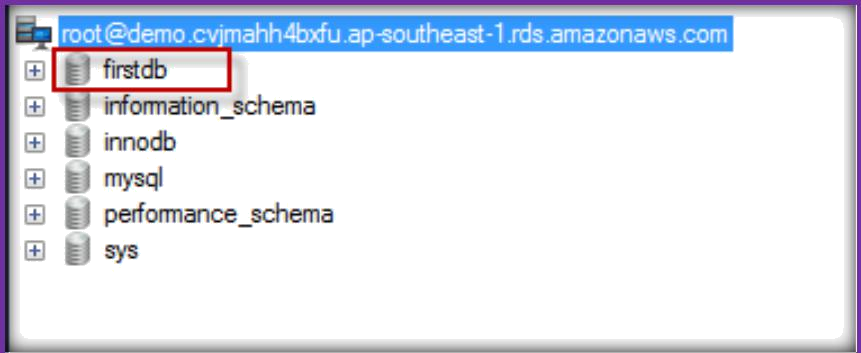 root@demo.cvjmahh4bxfu.ap-southeast-1.rds.amazonaws.com
firstdb
information_schema
innodb
mysql
performance_schema
sys